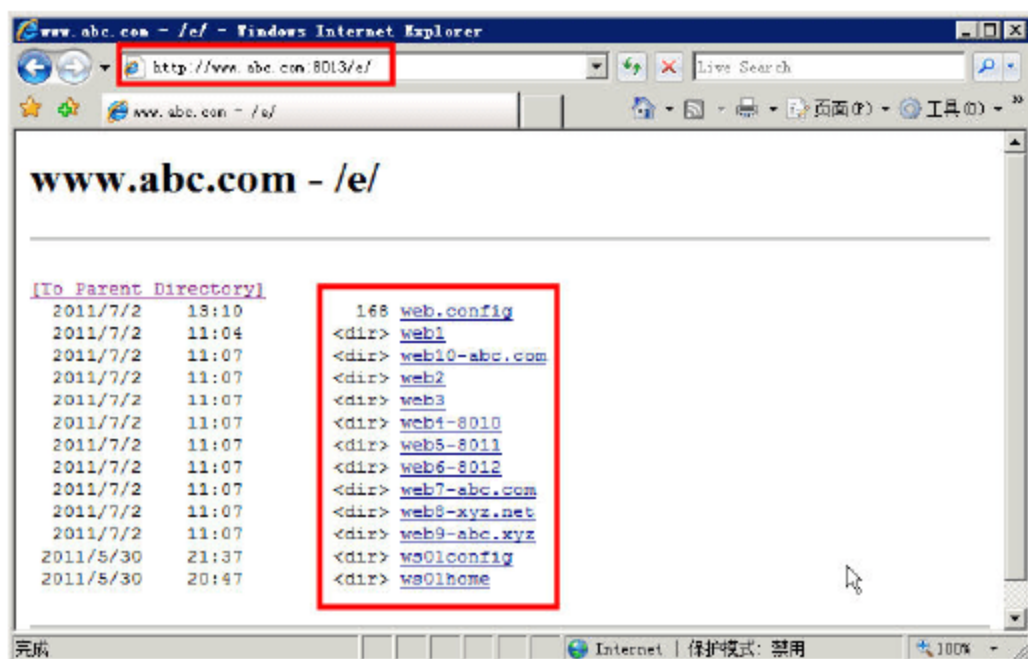 www.abc.com - /e/ - Windows Internet Explorer
http://www.abc.com:8013/e/
Live Search
www.abc.com - /e/
页面(P)
工具(O)
www.abc.com - /e/
[To Parent Directory]
2011/7/2 13:10 168 web.config
2011/7/2 11:04 <dir> web1
2011/7/2 11:07 <dir> web10-abc.com
2011/7/2 11:07 <dir> web2
2011/7/2 11:07 <dir> web3
2011/7/2 11:07 <dir> web4-8010
2011/7/2 11:07 <dir> web5-8011
2011/7/2 11:07 <dir> web6-8012
2011/7/2 11:07 <dir> web7-abc.com
2011/7/2 11:07 <dir> web8-xyz.net
2011/7/2 11:07 <dir> web9-abc.xyz
2011/5/30 21:37 <dir> ws01config
2011/5/30 20:47 <dir> ws01home
完成
Internet | 保护模式: 禁用
100%